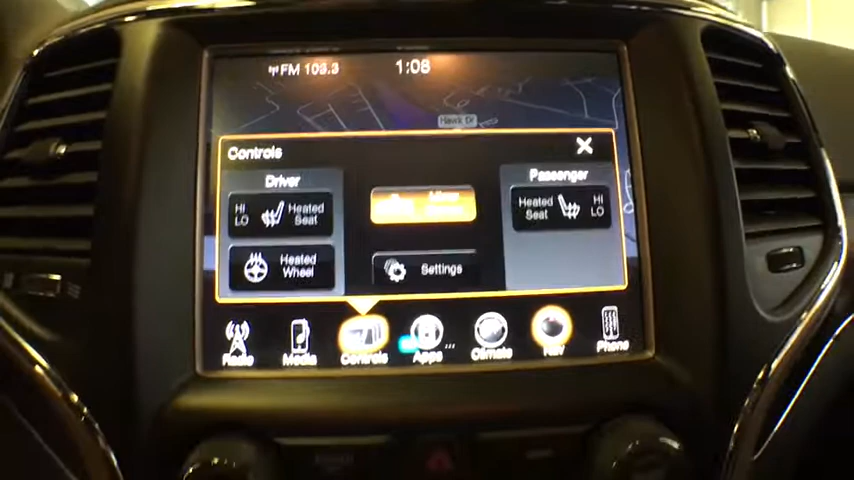 FM 103.3
1:08
Hawk Dr
Controls
X
Driver
Passenger
HI
LO
Heated
Seat
Heated
Seat
HI
LO
Heated
Wheel
Settings
Radio
Media
Controls
Apps
Climate
Nav
Phone